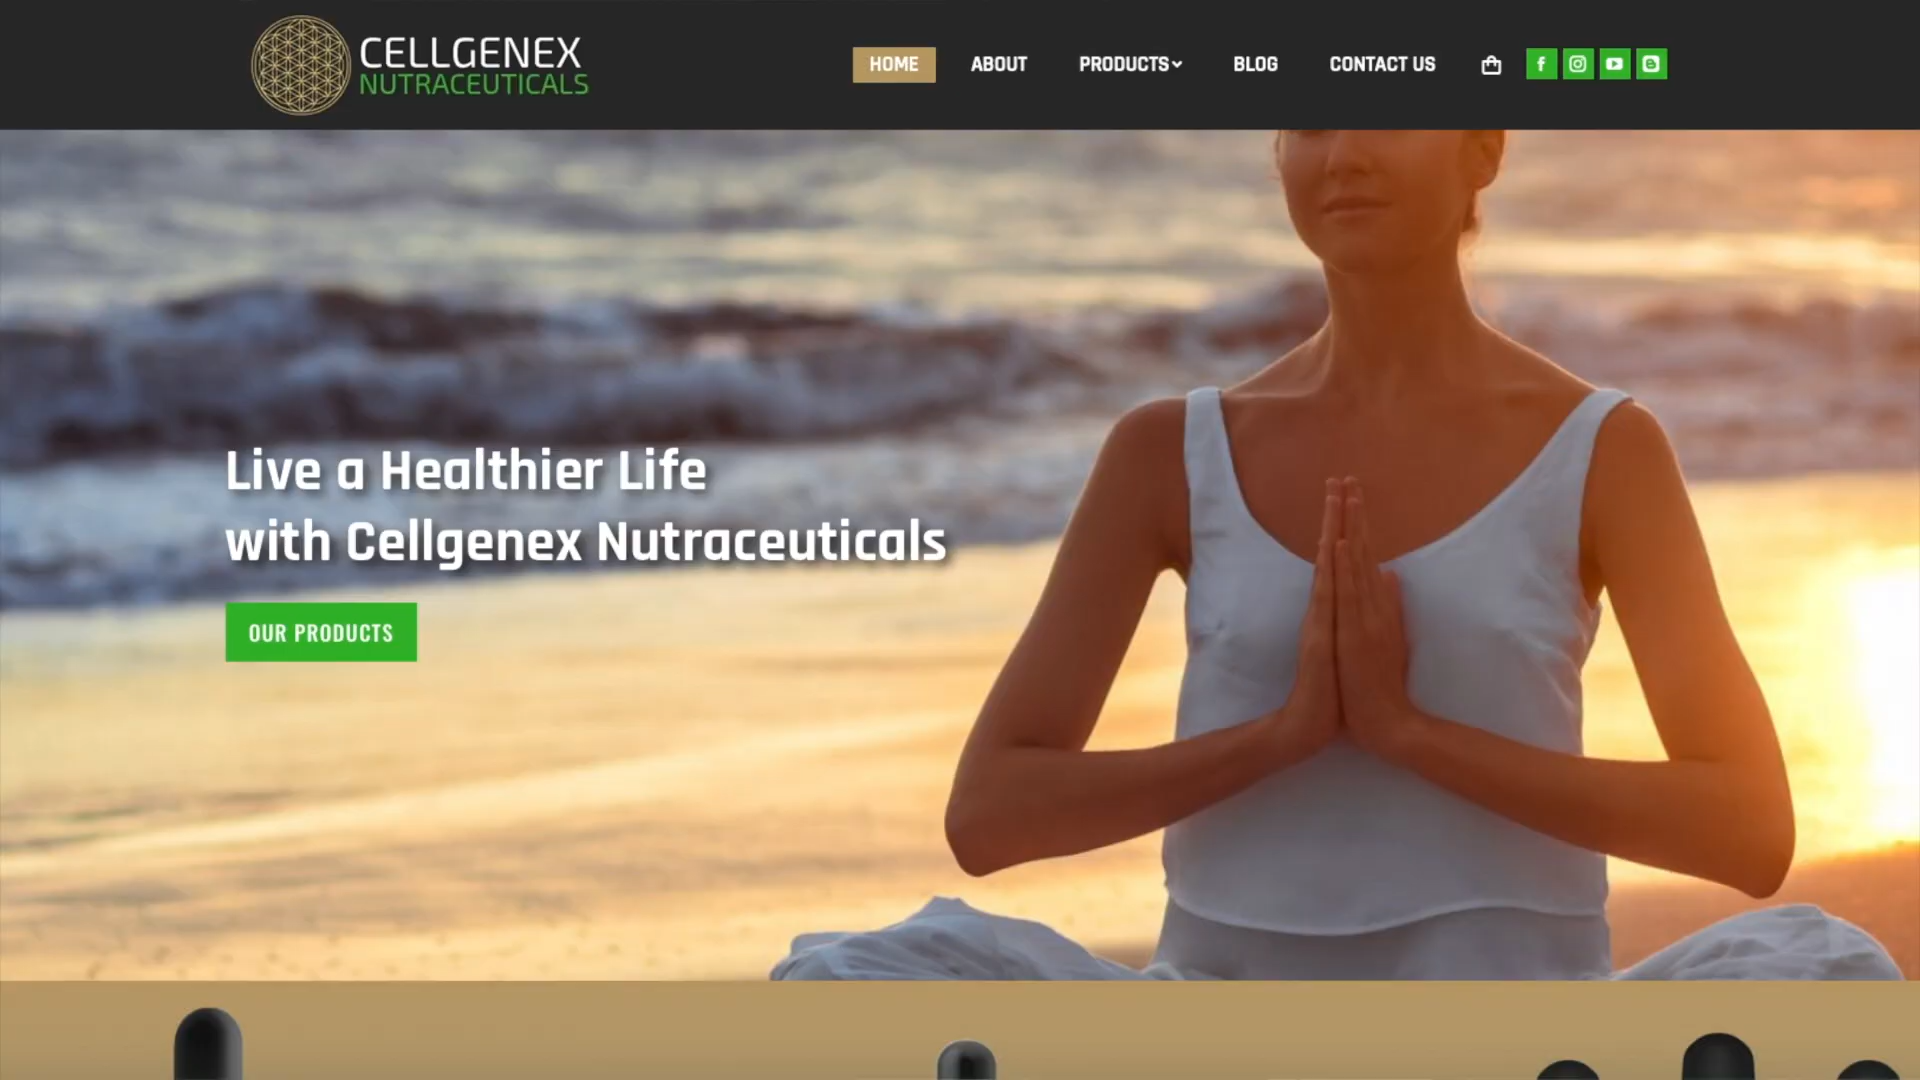 CELLGENEX
NUTRACEUTICALS
HOME
ABOUT
PRODUCTS
BLOG
CONTACT US
Live a Healthier Life
with Cellgenex Nutraceuticals
OUR PRODUCTS